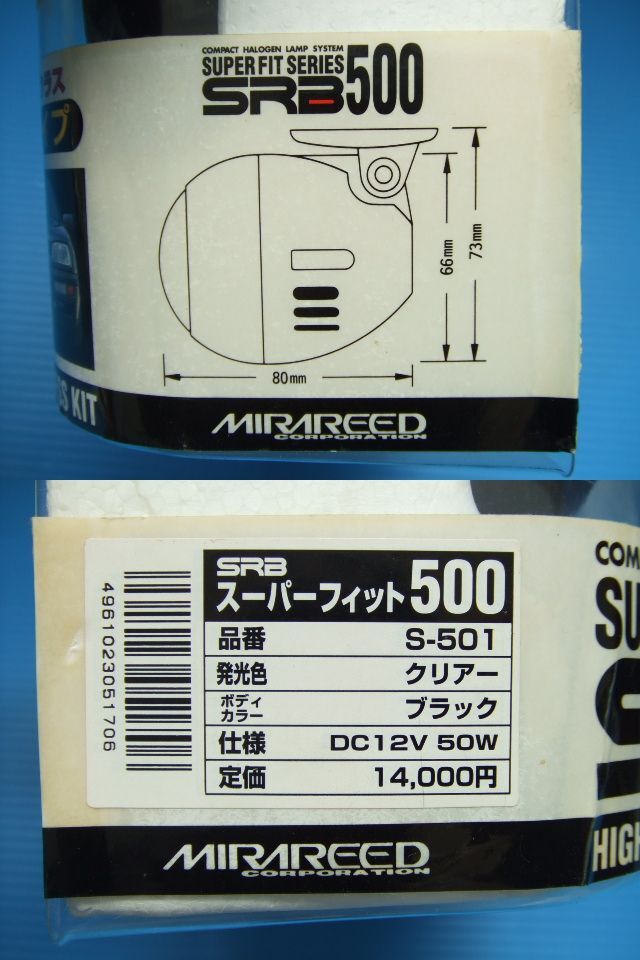 COMPACT HALOGEN LAMP SYSTEM
SUPER FIT SERIES
SRB500
ラス
プ
66mm
73mm
80mm
KIT
MIRAREED
CORPORATION
SRB
スーパーフィット500
品番 S-501
発光色 クリアー
ボディカラー ブラック
仕様 DC12V 50W
定価 14,000円
4961023051706
MIRAREED
CORPORATION
COM
SU
HIGH